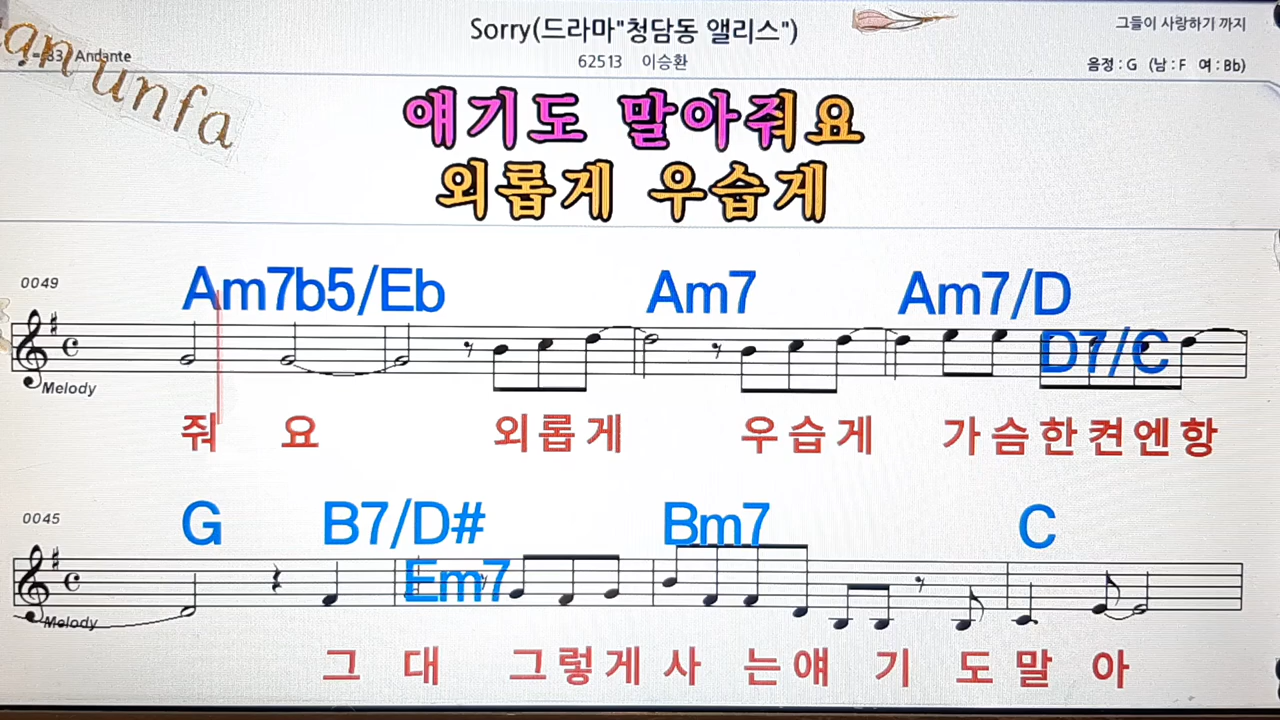 Sorry(드라마"청담동 앨리스")
그들이 사랑하기 까지
♩=83 Andante
62513 이승환
음정 : G (남 : F 여 : Bb)
an unfa
얘기도 말아줘요
외롭게 우습게
0049
Am7b5/Eb Am7 Am7/D D7/C
Melody
줘 요 외롭게 우습게 가슴한켠엔항
0045
G B7/D# Em7 Bm7 C
Melody
그 대 그렇게 사 는얘 기 도말 아